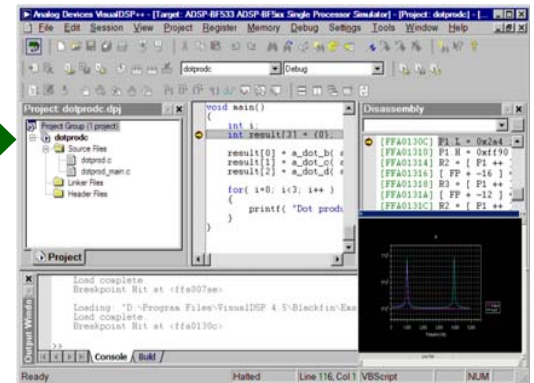 Analog Devices VisualDSP++ - [Target: ADSP-BF533 ADSP-BF5xx Single Processor Simulator] - [Project: dotprodc] - [...
File Edit Session View Project Register Memory Debug Settings Tools Window Help
dotprodc
Debug
Project: dotprodc.dpj
Project Group (1 project)
dotprodc
Source Files
dotprod.c
dotprod_main.c
Linker Files
Header Files
Project
void main()
{
int i;
int result[3] = {0};
result[0] = a_dot_b( a
result[1] = a_dot_c( a
result[2] = a_dot_d( a
for( i=0; i<3; i++ )
{
printf( "Dot produ
}
}
Disassembly
[FFA0130C] P1.L = 0x2a4
[FFA01310] P1.H = 0xff90
[FFA01314] R2 = [ P1 ++
[FFA01316] [ FP + -16 ]
[FFA01318] R3 = [ P1 ++
[FFA0131A] [ FP + -12 ]
[FFA0131C] R2 = [ P1 ++
Load complete.
Breakpoint Hit at <ffa007ae>
Loading: "D:\Program Files\VisualDSP 4.5\Blackfin\Exa
Load complete.
Breakpoint Hit at <ffa0130c>
>>
Output Windo
Console
Build
Ready
Halted
Line 116, Col 1
VBScript
NUM